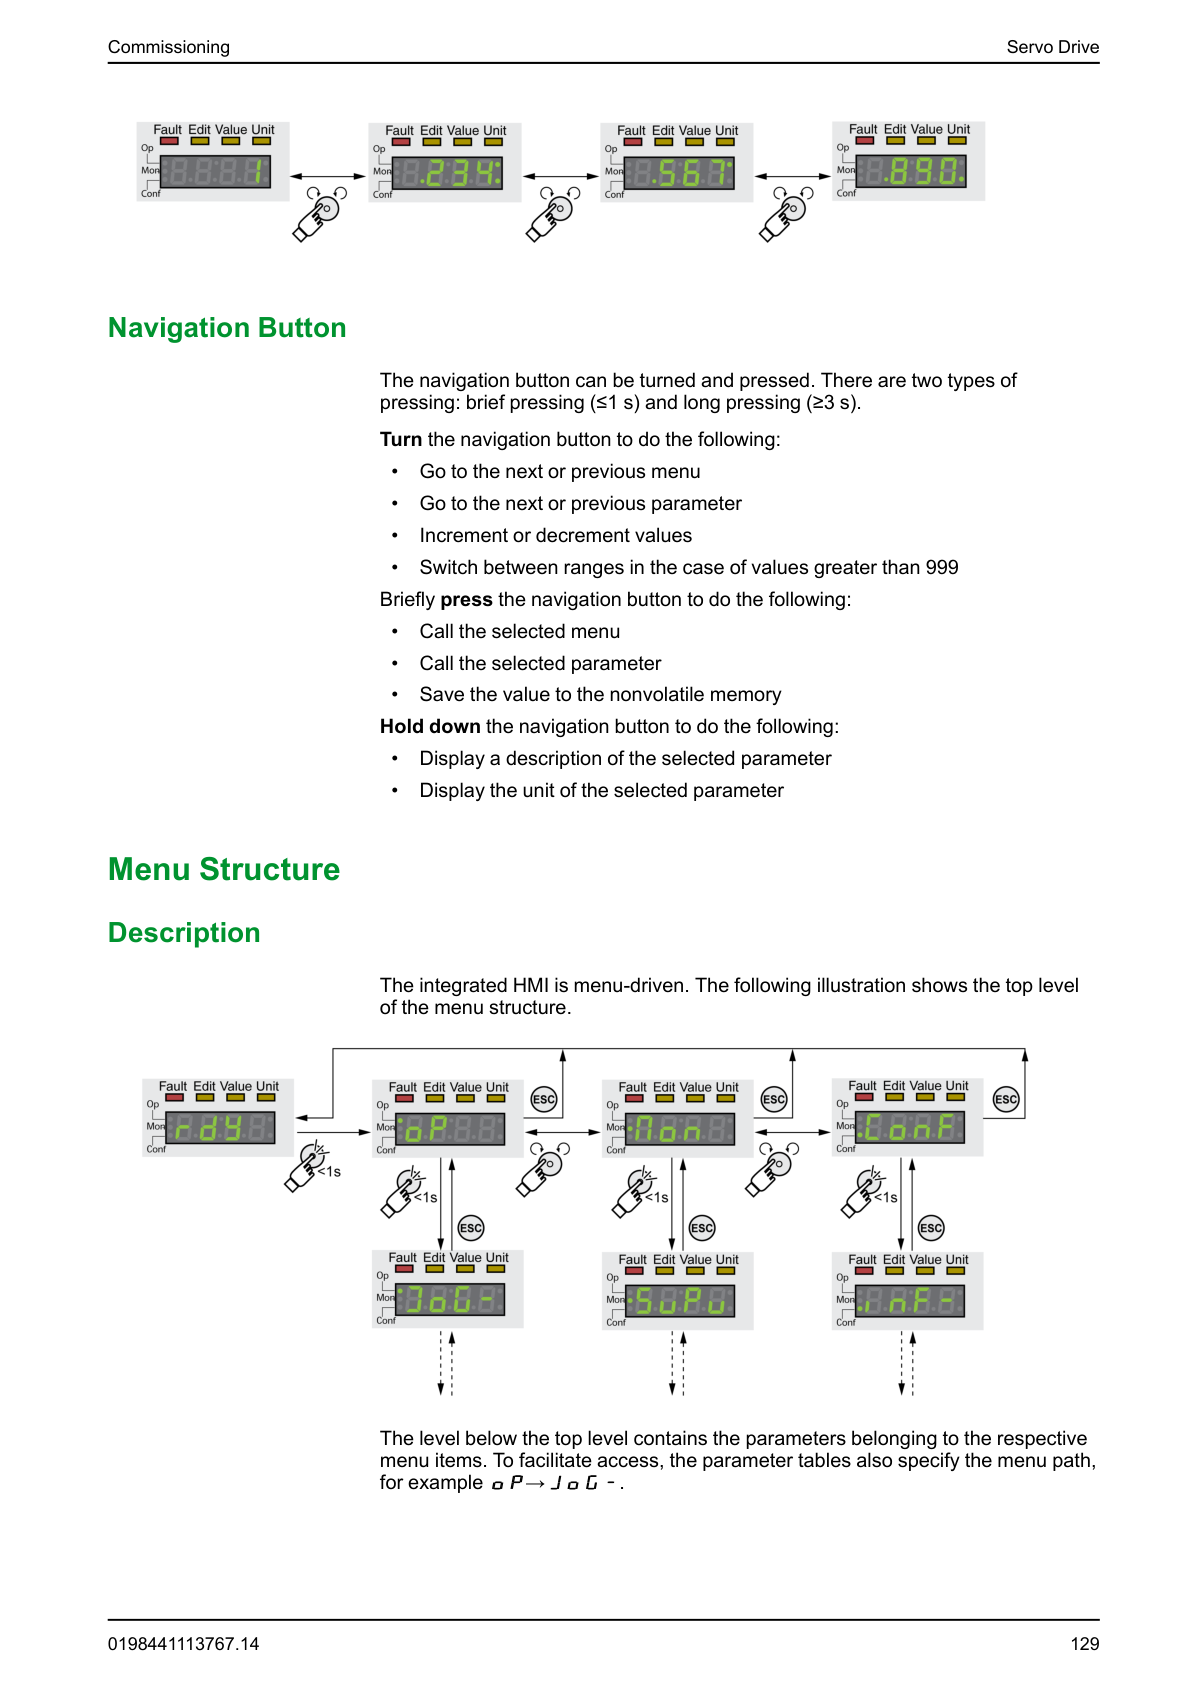 Commissioning Servo Drive
Fault Edit Value Unit Fault Edit Value Unit Fault Edit Value Unit Fault Edit Value Unit
Op Op Op Op
Mon 1 Mon .234. Mon .567 Mon .890.
Conf Conf Conf Conf
Navigation Button
The navigation button can be turned and pressed. There are two types of
pressing: brief pressing (≤1 s) and long pressing (≥3 s).
Turn the navigation button to do the following:
• Go to the next or previous menu
• Go to the next or previous parameter
• Increment or decrement values
• Switch between ranges in the case of values greater than 999
Briefly press the navigation button to do the following:
• Call the selected menu
• Call the selected parameter
• Save the value to the nonvolatile memory
Hold down the navigation button to do the following:
• Display a description of the selected parameter
• Display the unit of the selected parameter
Menu Structure
Description
The integrated HMI is menu-driven. The following illustration shows the top level
of the menu structure.
Fault Edit Value Unit Fault Edit Value Unit Fault Edit Value Unit Fault Edit Value Unit
ESC ESC ESC
Op Op Op Op
Mon rdY Mon oP Mon Mon Mon ConF
Conf Conf Conf Conf
<1s
<1s <1s <1s
ESC ESC ESC
Fault Edit Value Unit Fault Edit Value Unit Fault Edit Value Unit
Op Op Op
Mon JoG- Mon SuPu Mon inF-
Conf Conf Conf
The level below the top level contains the parameters belonging to the respective
menu items. To facilitate access, the parameter tables also specify the menu path,
for example oP→JoG-.
0198441113767.14 129